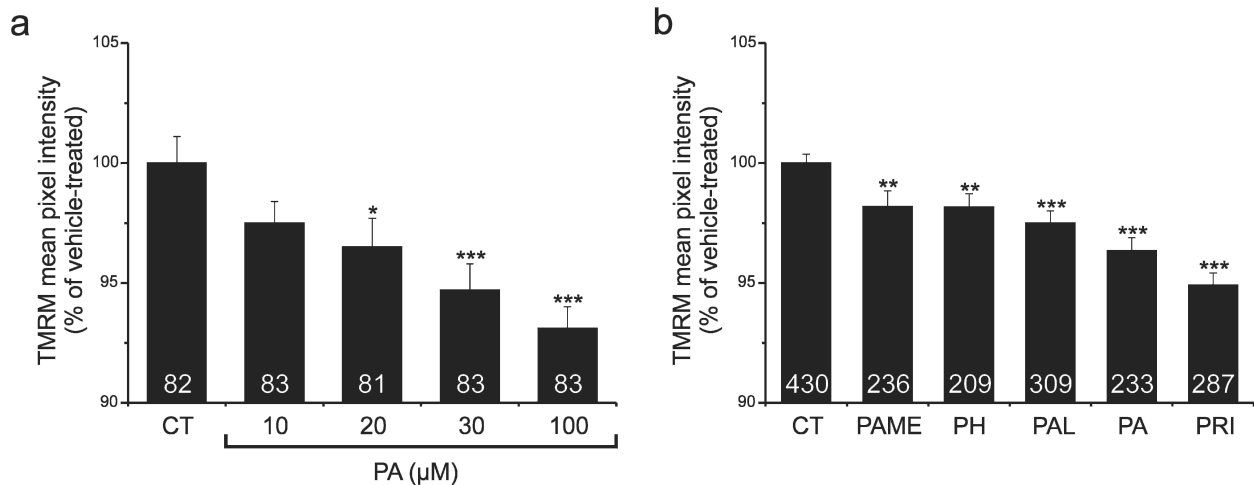 a
TMRM mean pixel intensity
(% of vehicle-treated)
105
100
95
90
*
***
***
82
83
81
83
83
CT
10
20
30
100
PA (µM)
b
TMRM mean pixel intensity
(% of vehicle-treated)
105
100
95
90
**
**
***
***
***
430
236
209
309
233
287
CT
PAME
PH
PAL
PA
PRI